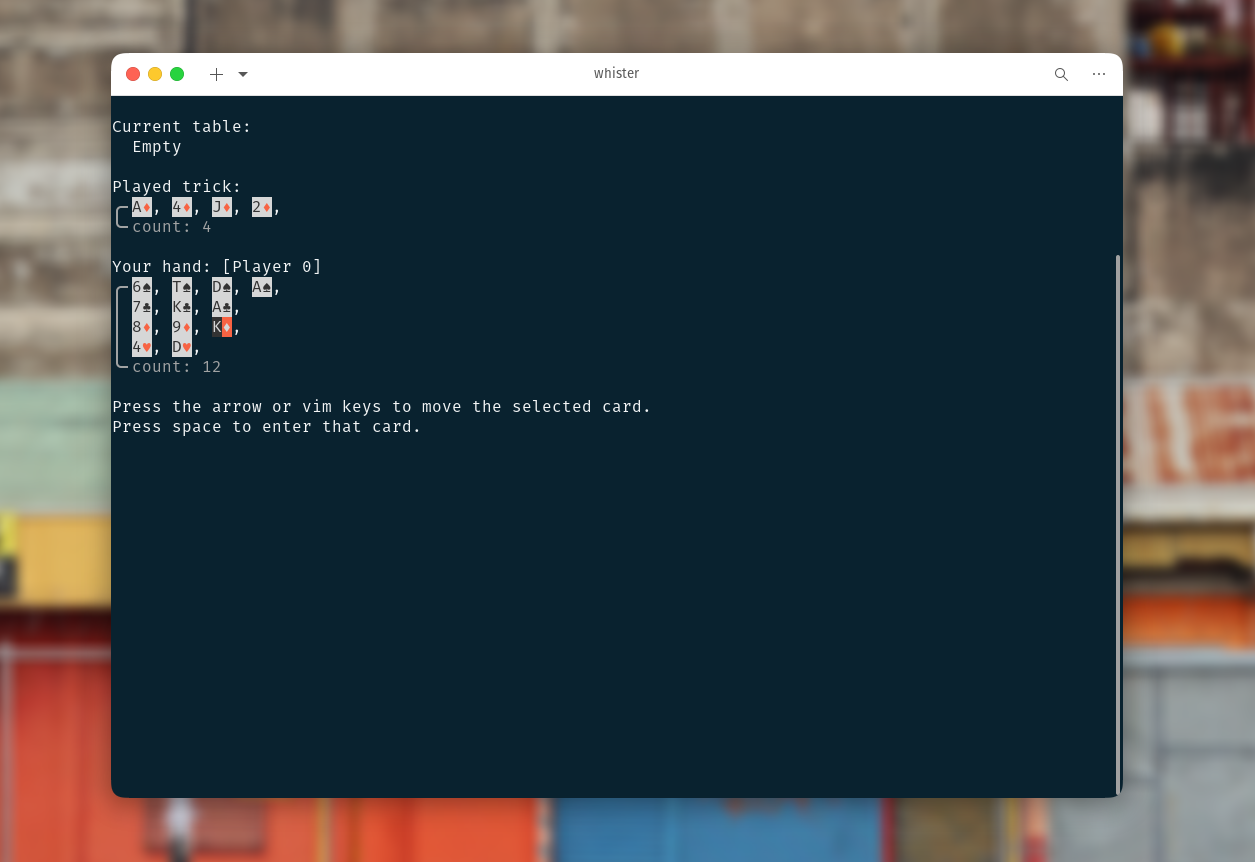 whister
Current table:
Empty
Played trick:
A♦, 4♦, J♦, 2♦,
count: 4
Your hand: [Player 0]
6♠, T♠, D♠, A♠,
7♣, K♣, A♣,
8♦, 9♦, K♦,
4♥, D♥,
count: 12
Press the arrow or vim keys to move the selected card.
Press space to enter that card.